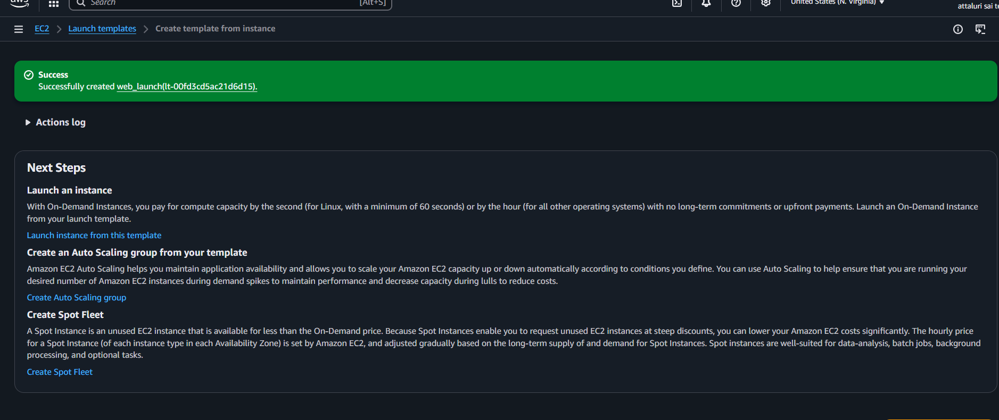 aws
Search
[Alt+S]
United States (N. Virginia)
attaluri sai
EC2
Launch templates
Create template from instance
Success
Successfully created web_launch(lt-00fd3cd5ac21d6d15).
Actions log
Next Steps
Launch an instance
With On-Demand Instances, you pay for compute capacity by the second (for Linux, with a minimum of 60 seconds) or by the hour (for all other operating systems) with no long-term commitments or upfront payments. Launch an On-Demand Instance
from your launch template.
Launch instance from this template
Create an Auto Scaling group from your template
Amazon EC2 Auto Scaling helps you maintain application availability and allows you to scale your Amazon EC2 capacity up or down automatically according to conditions you define. You can use Auto Scaling to help ensure that you are running your
desired number of Amazon EC2 instances during demand spikes to maintain performance and decrease capacity during lulls to reduce costs.
Create Auto Scaling group
Create Spot Fleet
A Spot Instance is an unused EC2 instance that is available for less than the On-Demand price. Because Spot Instances enable you to request unused EC2 instances at steep discounts, you can lower your Amazon EC2 costs significantly. The hourly price
for a Spot Instance (of each instance type in each Availability Zone) is set by Amazon EC2, and adjusted gradually based on the long-term supply of and demand for Spot Instances. Spot instances are well-suited for data-analysis, batch jobs, background
processing, and optional tasks.
Create Spot Fleet